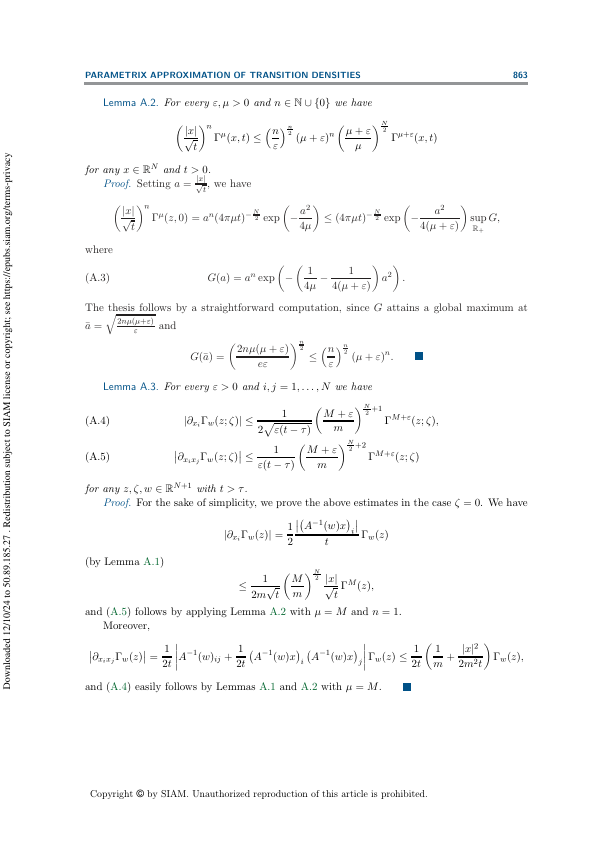 PARAMETRIX APPROXIMATION OF TRANSITION DENSITIES 863
Lemma A.2. For every ε, μ > 0 and n ∈ ℕ ∪ {0} we have
(|x|/√t)^n Γ^μ(x, t) ≤ (n/ε)^{n/2} (μ + ε)^n ((μ + ε)/μ)^{N/2} Γ^{μ+ε}(x, t)
for any x ∈ ℝ^N and t > 0.
Proof. Setting a = |x|/√t, we have
(|x|/√t)^n Γ^μ(z, 0) = a^n(4πμt)^{−N/2} exp(−a²/4μ) ≤ (4πμt)^{−N/2} exp(−a²/4(μ + ε)) sup_{ℝ₊} G,
where
(A.3) G(a) = a^n exp(−(1/4μ − 1/4(μ + ε)) a²).
The thesis follows by a straightforward computation, since G attains a global maximum at
ā = √(2nμ(μ+ε)/ε) and
G(ā) = (2nμ(μ + ε)/eε)^{n/2} ≤ (n/ε)^{n/2} (μ + ε)^n. ■
Lemma A.3. For every ε > 0 and i, j = 1, . . . , N we have
(A.4) |∂_{x_i}Γ_w(z; ζ)| ≤ 1/(2√(ε(t − τ))) ((M + ε)/m)^{N/2+1} Γ^{M+ε}(z; ζ),
(A.5) |∂_{x_i x_j}Γ_w(z; ζ)| ≤ 1/(ε(t − τ)) ((M + ε)/m)^{N/2+2} Γ^{M+ε}(z; ζ)
for any z, ζ, w ∈ ℝ^{N+1} with t > τ.
Proof. For the sake of simplicity, we prove the above estimates in the case ζ = 0. We have
|∂_{x_i}Γ_w(z)| = 1/2 |(A^{−1}(w)x)_i|/t Γ_w(z)
(by Lemma A.1)
≤ 1/(2m√t) (M/m)^{N/2} |x|/√t Γ^M(z),
and (A.5) follows by applying Lemma A.2 with μ = M and n = 1.
Moreover,
|∂_{x_i x_j}Γ_w(z)| = 1/2t |A^{−1}(w)_{ij} + 1/2t (A^{−1}(w)x)_i (A^{−1}(w)x)_j| Γ_w(z) ≤ 1/2t (1/m + |x|²/2m²t) Γ_w(z),
and (A.4) easily follows by Lemmas A.1 and A.2 with μ = M. ■
Copyright © by SIAM. Unauthorized reproduction of this article is prohibited.
Downloaded 12/10/24 to 50.89.185.27 . Redistribution subject to SIAM license or copyright; see https://epubs.siam.org/terms-privacy